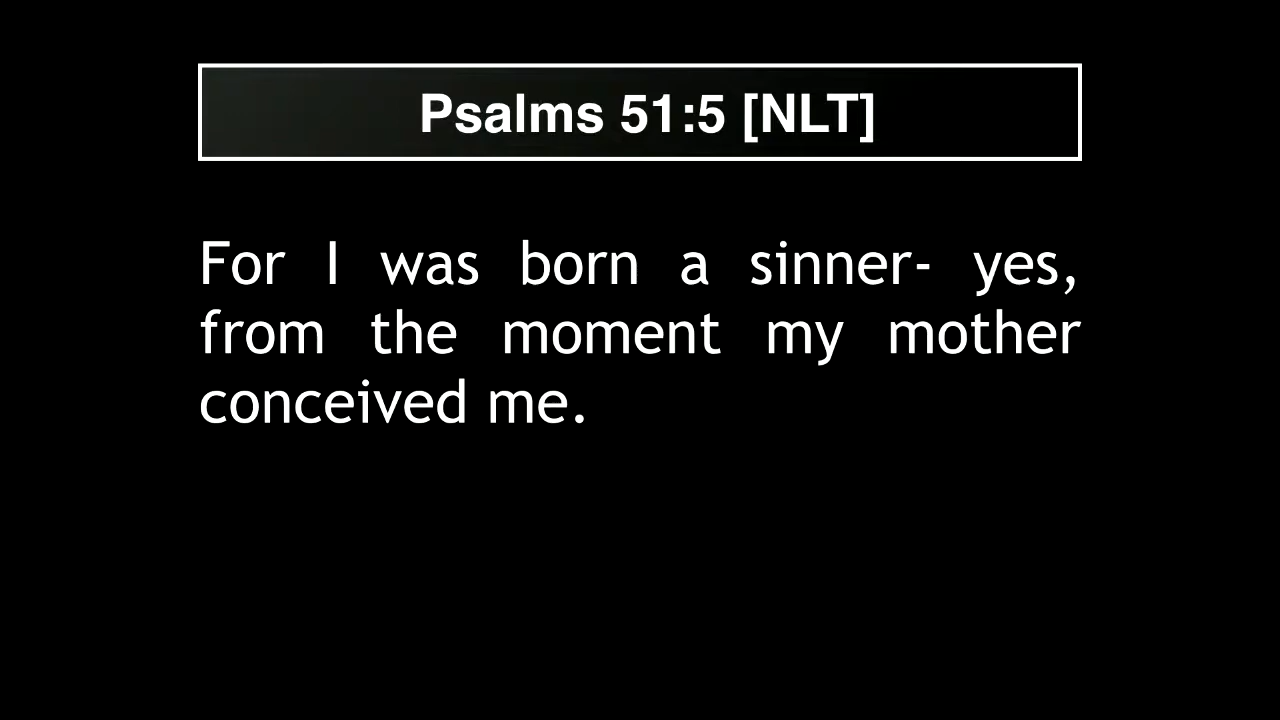 Psalms 51:5 [NLT]
For I was born a sinner- yes,
from the moment my mother
conceived me.